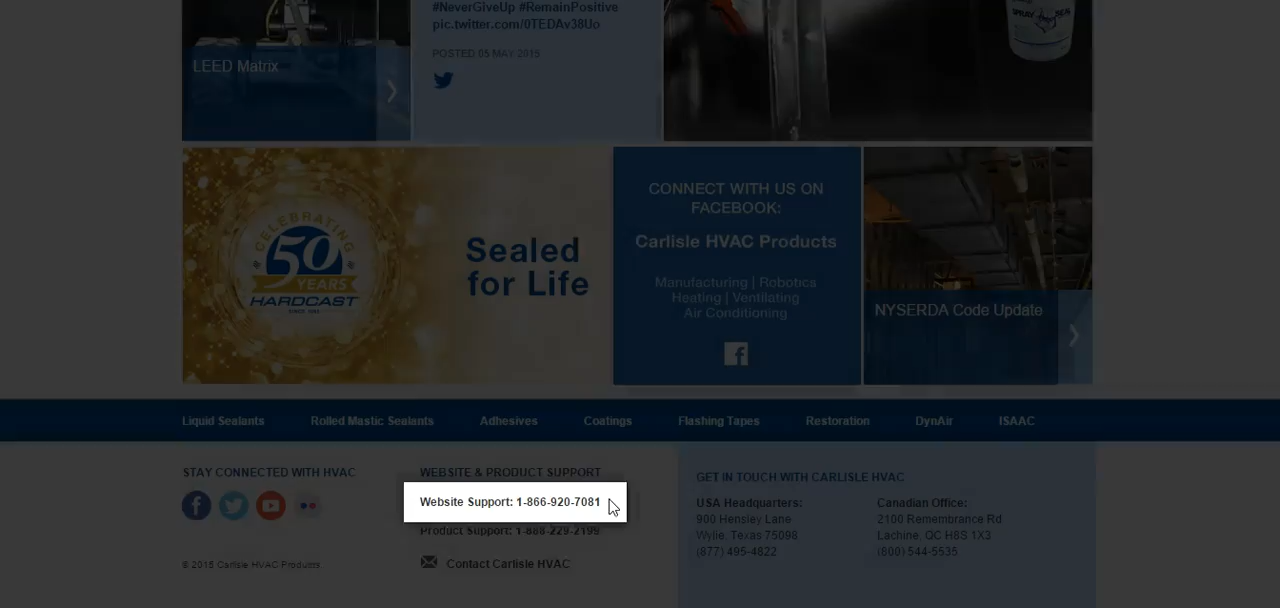 #NeverGiveUp #RemainPositive
pic.twitter.com/0TEDAv38Uo
POSTED 05 MAY 2015
LEED Matrix
SPRAY SEAL
CELEBRATING
50
YEARS
HARDCAST
Sealed
for Life
CONNECT WITH US ON
FACEBOOK:
Carlisle HVAC Products
Manufacturing | Robotics
Heating | Ventilating
Air Conditioning
NYSERDA Code Update
Liquid Sealants Rolled Mastic Sealants Adhesives Coatings Flashing Tapes Restoration DynAir ISAAC
STAY CONNECTED WITH HVAC
© 2015 Carlisle HVAC Products.
WEBSITE & PRODUCT SUPPORT
Website Support: 1-866-920-7081
Product Support: 1-888-229-2199
Contact Carlisle HVAC
GET IN TOUCH WITH CARLISLE HVAC
USA Headquarters:
900 Hensley Lane
Wylie, Texas 75098
(877) 495-4822
Canadian Office:
2100 Remembrance Rd
Lachine, QC H8S 1X3
(800) 544-5535